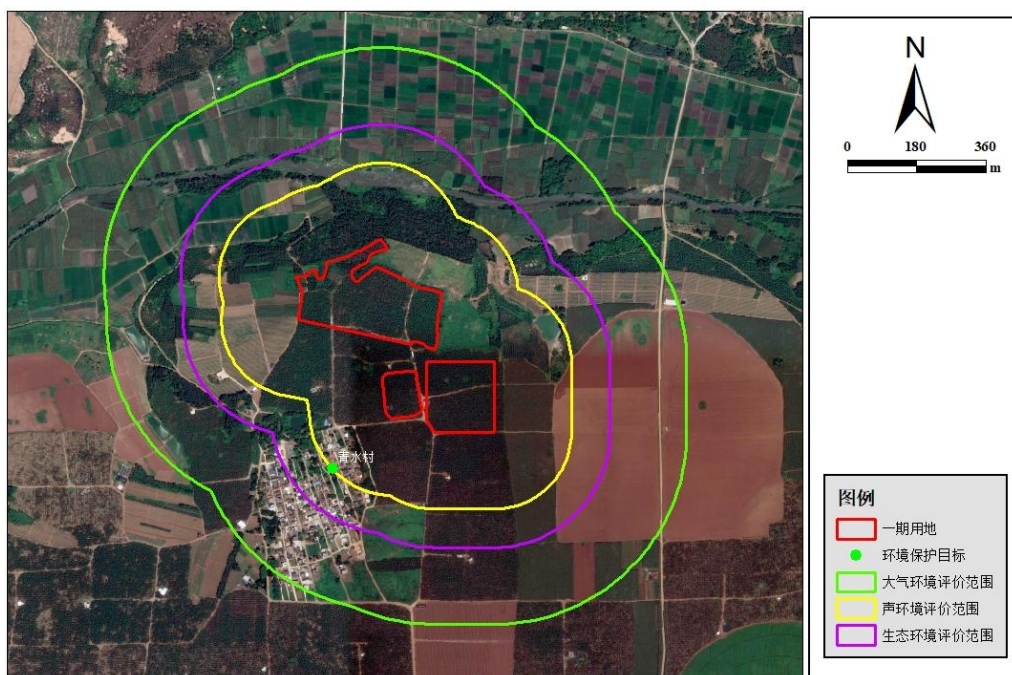 N
0 180 360
m
青水村
图例
一期用地
环境保护目标
大气环境评价范围
声环境评价范围
生态环境评价范围